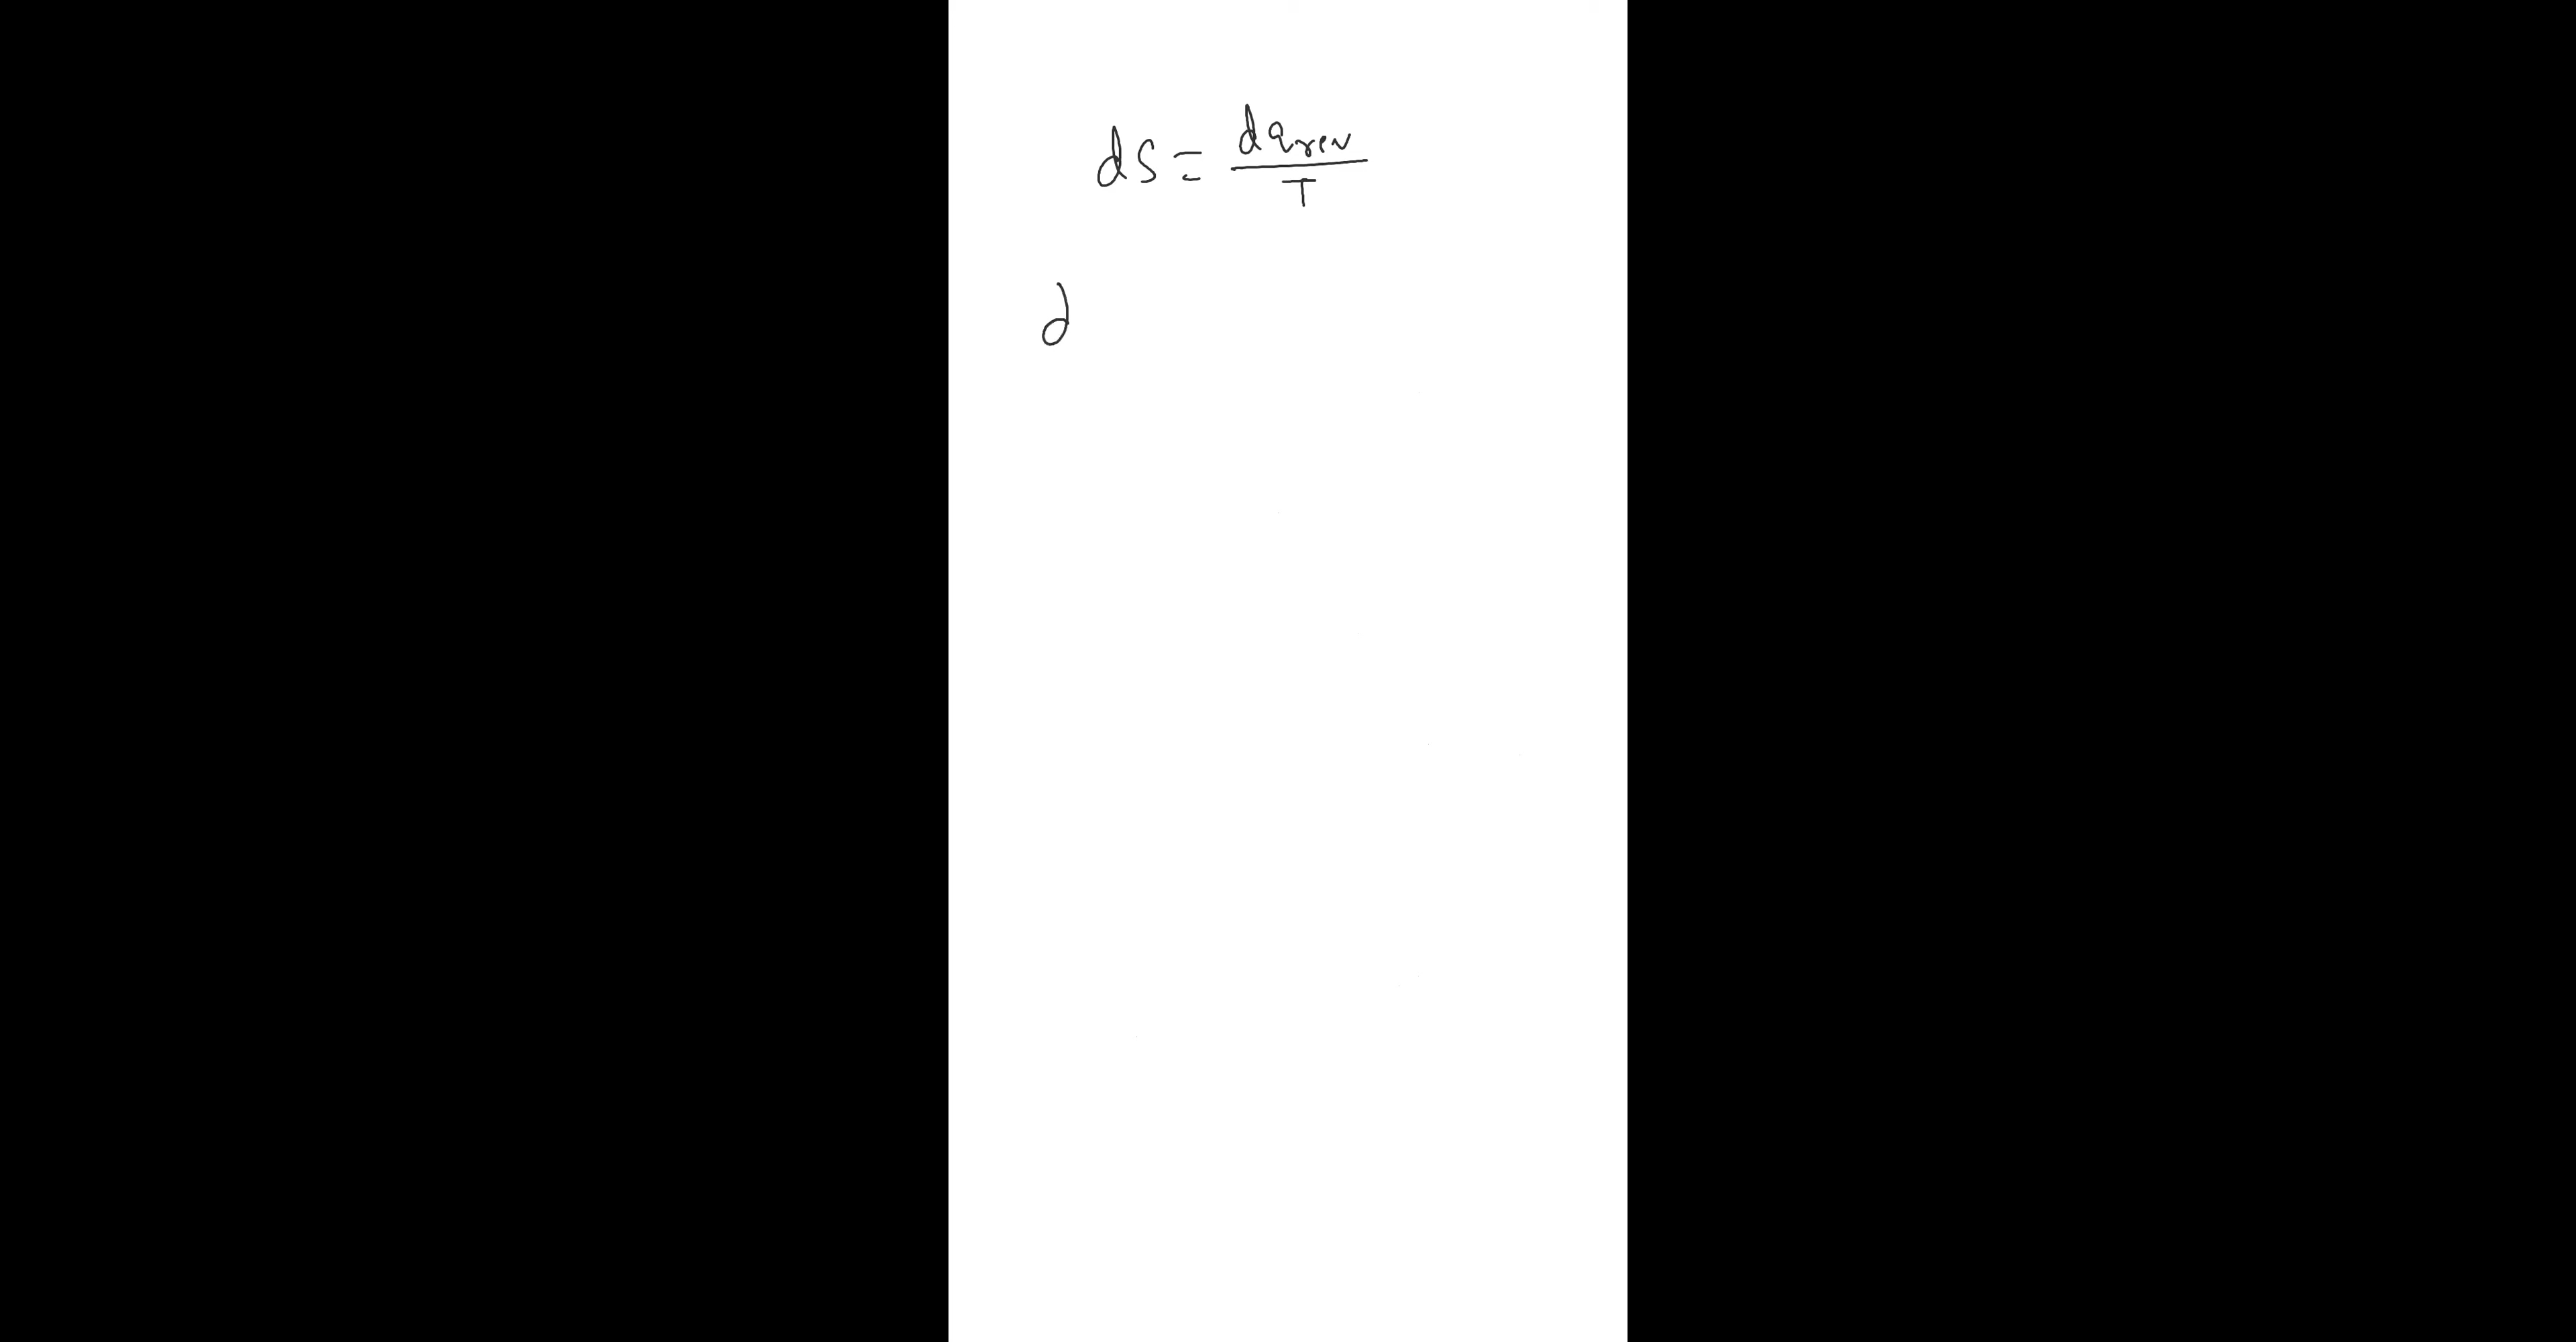 dS = dq_rev / T
d